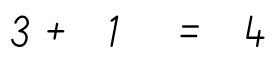 3 + 1 = 4